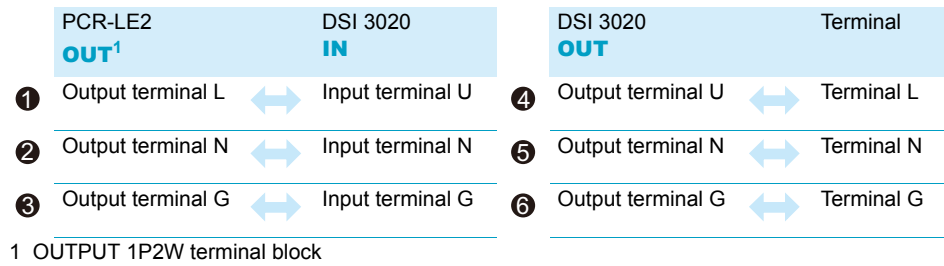 PCR-LE2 DSI 3020 DSI 3020 Terminal
OUT1 IN OUT
1 Output terminal L Input terminal U 4 Output terminal U Terminal L
2 Output terminal N Input terminal N 5 Output terminal N Terminal N
3 Output terminal G Input terminal G 6 Output terminal G Terminal G
1 OUTPUT 1P2W terminal block